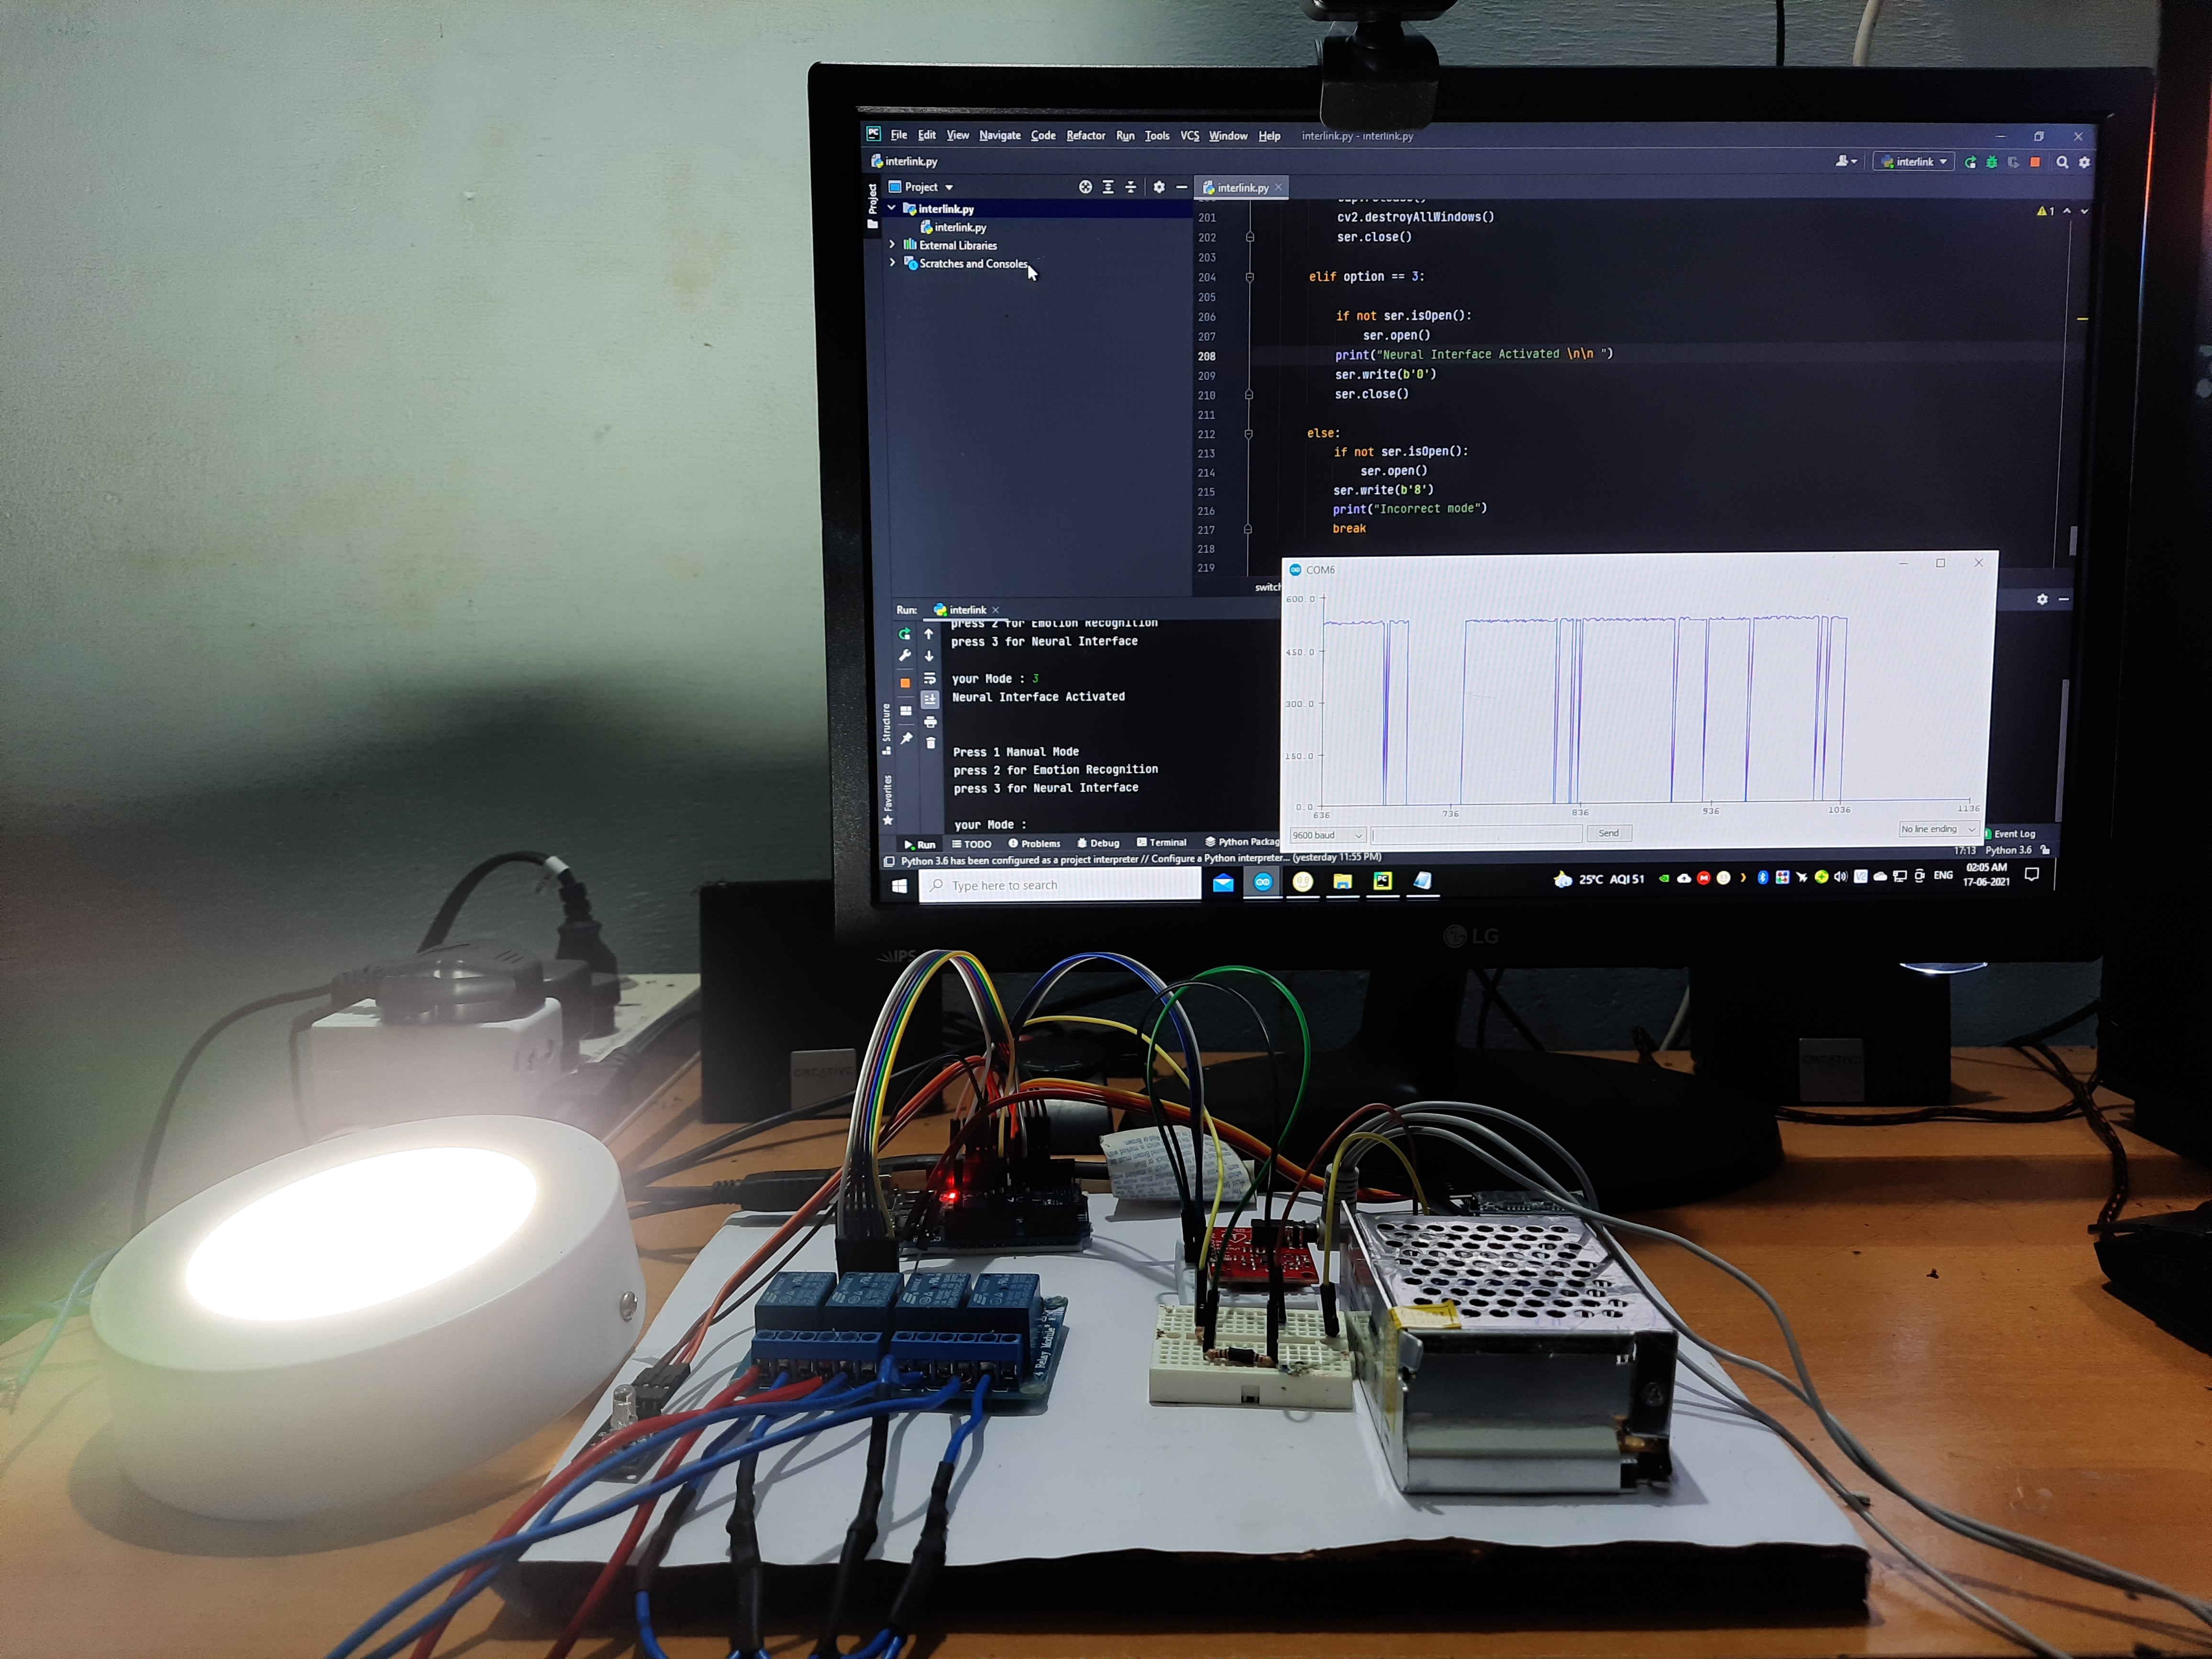 File Edit View Navigate Code Refactor Run Tools VCS Window Help interlink.py - interlink.py
interlink.py
interlink
Project
Project
interlink.py
interlink.py
interlink.py
External Libraries
Scratches and Consoles
201 cv2.destroyAllWindows()
202 ser.close()
203
204 elif option == 3:
205
206 if not ser.isOpen():
207 ser.open()
208 print("Neural Interface Activated \n\n ")
209 ser.write(b'0')
210 ser.close()
211
212 else:
213 if not ser.isOpen():
214 ser.open()
215 ser.write(b'8')
216 print("Incorrect mode")
217 break
218
219
1
switch
Run: interlink
press 2 for Emotion Recognition
press 3 for Neural Interface
your Mode : 3
Neural Interface Activated
Press 1 Manual Mode
press 2 for Emotion Recognition
press 3 for Neural Interface
your Mode :
Structure
Favorites
COM6
600.0
450.0
300.0
150.0
0.0
636 736 836 936 1036 1136
9600 baud
Send
No line ending
Run TODO Problems Debug Terminal Python Packag
Event Log
Python 3.6 has been configured as a project interpreter // Configure a Python interpreter... (yesterday 11:55 PM)
17:13 Python 3.6
Type here to search
25°C AQI 51
ENG
02:05 AM
17-06-2021
LG
IPS
CREATIVE
CREATIVE
4 Relay Module